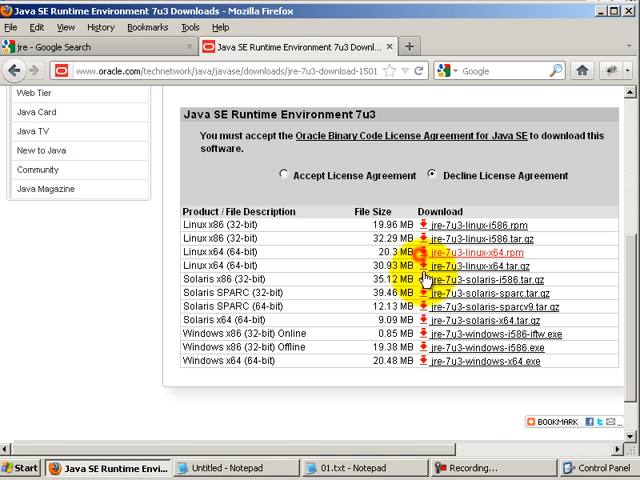 Java SE Runtime Environment 7u3 Downloads - Mozilla Firefox
File Edit View History Bookmarks Tools Help
jre - Google Search
Java SE Runtime Environment 7u3 Downl...
www.oracle.com/technetwork/java/javase/downloads/jre-7u3-download-1501
Google
Web Tier
Java Card
Java TV
New to Java
Community
Java Magazine
Java SE Runtime Environment 7u3
You must accept the Oracle Binary Code License Agreement for Java SE to download this
software.
Accept License Agreement Decline License Agreement
Product / File Description File Size Download
Linux x86 (32-bit) 19.96 MB jre-7u3-linux-i586.rpm
Linux x86 (32-bit) 32.29 MB jre-7u3-linux-i586.tar.gz
Linux x64 (64-bit) 20.3 MB jre-7u3-linux-x64.rpm
Linux x64 (64-bit) 30.93 MB jre-7u3-linux-x64.tar.gz
Solaris x86 (32-bit) 35.12 MB jre-7u3-solaris-i586.tar.gz
Solaris SPARC (32-bit) 39.46 MB jre-7u3-solaris-sparc.tar.gz
Solaris SPARC (64-bit) 12.13 MB jre-7u3-solaris-sparcv9.tar.gz
Solaris x64 (64-bit) 9.09 MB jre-7u3-solaris-x64.tar.gz
Windows x86 (32-bit) Online 0.85 MB jre-7u3-windows-i586-iftw.exe
Windows x86 (32-bit) Offline 19.38 MB jre-7u3-windows-i586.exe
Windows x64 (64-bit) 20.48 MB jre-7u3-windows-x64.exe
BOOKMARK
Start
Java SE Runtime Envi...
Untitled - Notepad
01.txt - Notepad
Recording...
Control Panel